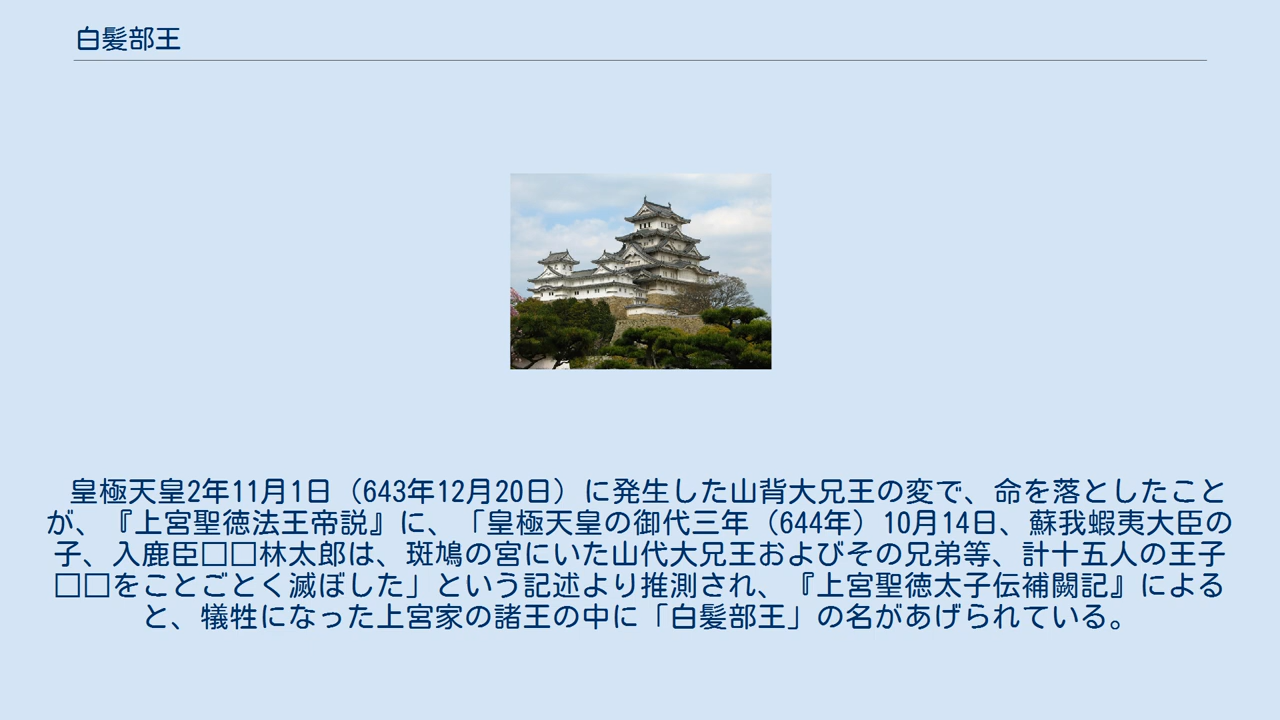 白髪部王
皇極天皇2年11月1日（643年12月20日）に発生した山背大兄王の変で、命を落としたこと
が、『上宮聖徳法王帝説』に、「皇極天皇の御代三年（644年）10月14日、蘇我蝦夷大臣の
子、入鹿臣□□林太郎は、斑鳩の宮にいた山代大兄王およびその兄弟等、計十五人の王子
□□をことごとく滅ぼした」という記述より推測され、『上宮聖徳太子伝補闕記』による
と、犠牲になった上宮家の諸王の中に「白髪部王」の名があげられている。